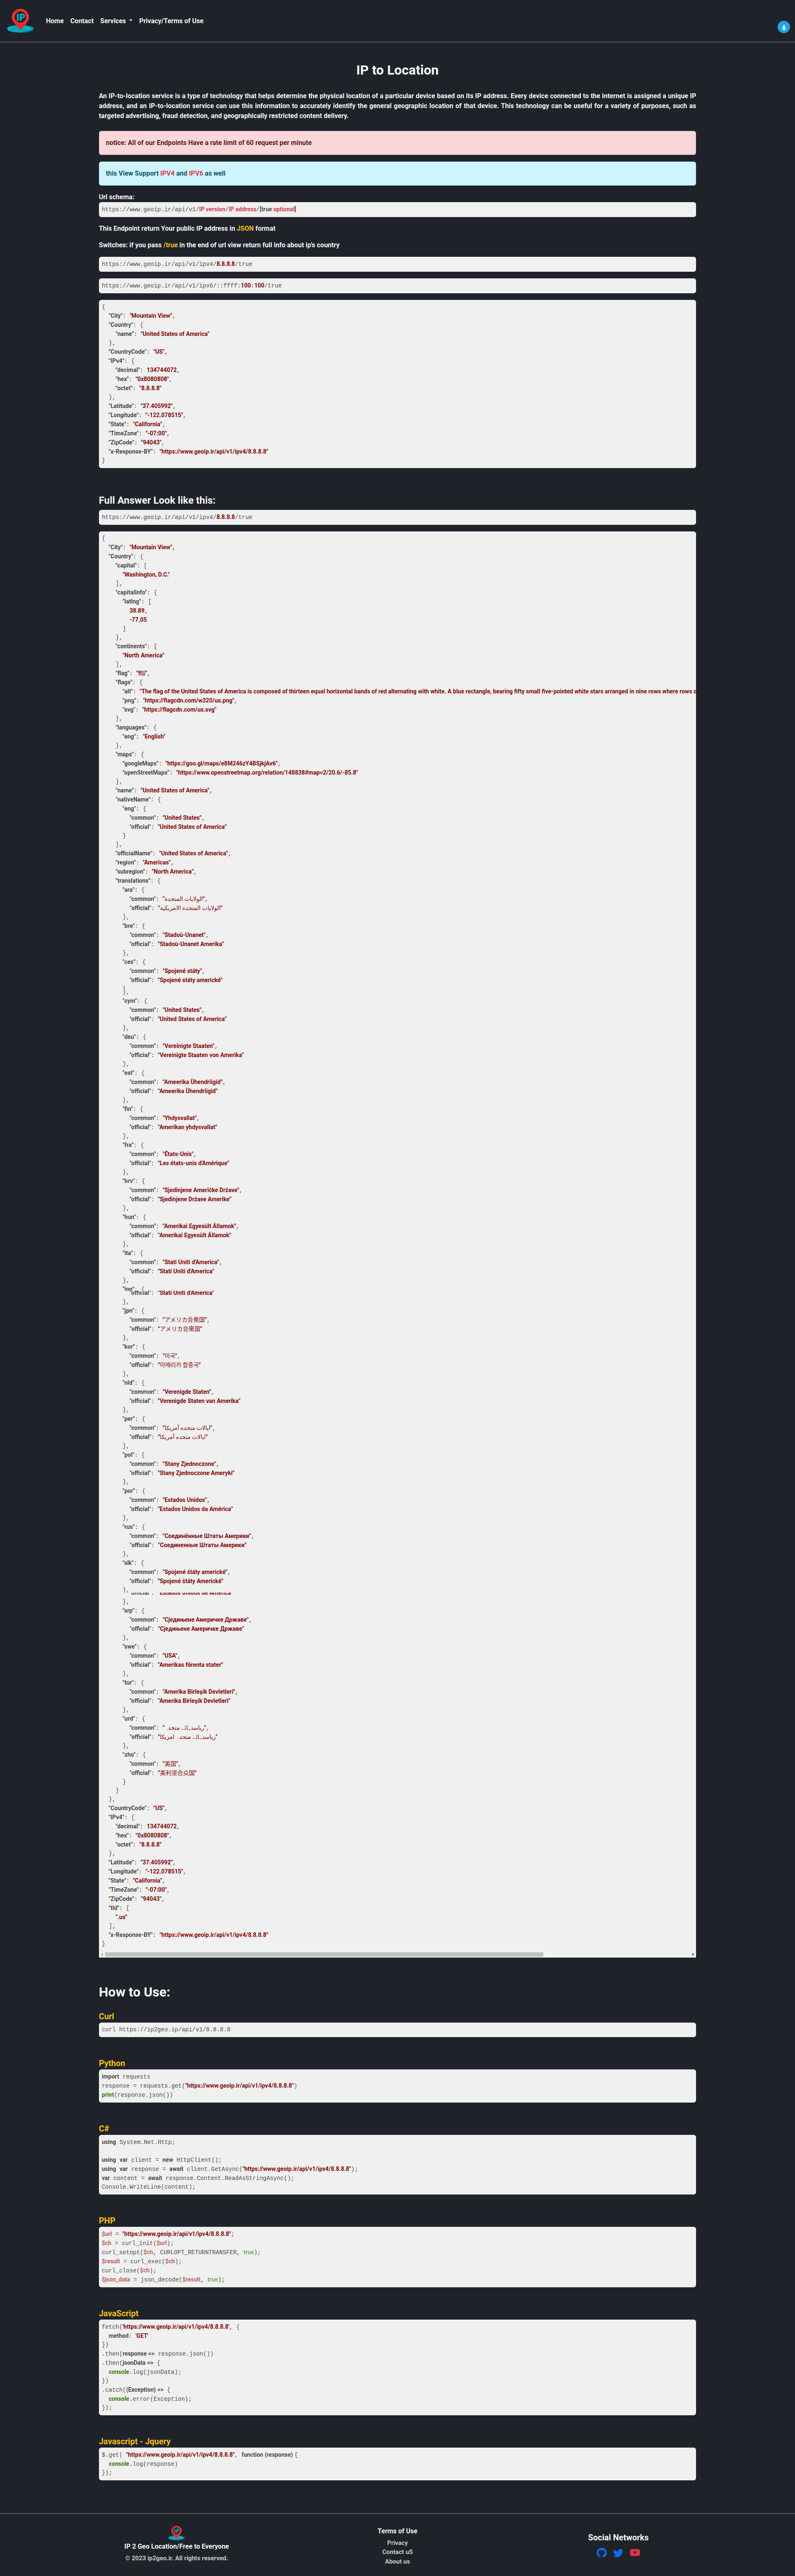 IP
Home Contact Services Privacy/Terms of Use
IP to Location
An IP-to-location service is a type of technology that helps determine the physical location of a particular device based on its IP address. Every device connected to the internet is assigned a unique IP
address, and an IP-to-location service can use this information to accurately identify the general geographic location of that device. This technology can be useful for a variety of purposes, such as
targeted advertising, fraud detection, and geographically restricted content delivery.
notice: All of our Endpoints Have a rate limit of 60 request per minute
this View Support IPV4 and IPV6 as well
Url schema:
https://www.geoip.ir/api/v1/IP version/IP address/[true optional]
This Endpoint return Your public IP address in JSON format
Switches: if you pass /true in the end of url view return full info about ip's country
https://www.geoip.ir/api/v1/ipv4/8.8.8.8/true
https://www.geoip.ir/api/v1/ipv6/::ffff:100:100/true
{
"City": "Mountain View",
"Country": {
"name": "United States of America"
},
"CountryCode": "US",
"IPv4": {
"decimal": 134744072,
"hex": "0x8080808",
"octet": "8.8.8.8"
},
"Latitude": "37.405992",
"Longitude": "-122.078515",
"State": "California",
"TimeZone": "-07:00",
"ZipCode": "94043",
"x-Response-BY": "https://www.geoip.ir/api/v1/ipv4/8.8.8.8"
}
Full Answer Look like this:
https://www.geoip.ir/api/v1/ipv4/8.8.8.8/true
{
"City": "Mountain View",
"Country": {
"capital": [
"Washington, D.C."
],
"capitalInfo": {
"latlng": [
38.89,
-77.05
]
},
"continents": [
"North America"
],
"flag": "",
"flags": {
"alt": "The flag of the United States of America is composed of thirteen equal horizontal bands of red alternating with white. A blue rectangle, bearing fifty small five-pointed white stars arranged in nine rows where rows
"png": "https://flagcdn.com/w320/us.png",
"svg": "https://flagcdn.com/us.svg"
},
"languages": {
"eng": "English"
},
"maps": {
"googleMaps": "https://goo.gl/maps/e8M246zY4BSjkjAv6",
"openStreetMaps": "https://www.openstreetmap.org/relation/148838#map=2/20.6/-85.8"
},
"name": "United States of America",
"nativeName": {
"eng": {
"common": "United States",
"official": "United States of America"
}
},
"officialName": "United States of America",
"region": "Americas",
"subregion": "North America",
"translations": {
"ara": {
"common": "الولايات المتحدة",
"official": "الولايات المتحدة الامريكية"
},
"bre": {
"common": "Stadoù-Unanet",
"official": "Stadoù-Unanet Amerika"
},
"ces": {
"common": "Spojené státy",
"official": "Spojené státy americké"
},
"cym": {
"common": "United States",
"official": "United States of America"
},
"deu": {
"common": "Vereinigte Staaten",
"official": "Vereinigte Staaten von Amerika"
},
"est": {
"common": "Ameerika Ühendriigid",
"official": "Ameerika Ühendriigid"
},
"fin": {
"common": "Yhdysvallat",
"official": "Amerikan yhdysvallat"
},
"fra": {
"common": "États-Unis",
"official": "Les états-unis d'Amérique"
},
"hrv": {
"common": "Sjedinjene Američke Države",
"official": "Sjedinjene Države Amerike"
},
"hun": {
"common": "Amerikai Egyesült Államok",
"official": "Amerikai Egyesült Államok"
},
"ita": {
"common": "Stati Uniti d'America",
"official": "Stati Uniti d'America"
},
"official": "Stati Uniti d'America"
},
"jpn": {
"common": "アメリカ合衆国",
"official": "アメリカ合衆国"
},
"kor": {
"common": "미국",
"official": "아메리카 합중국"
},
"nld": {
"common": "Verenigde Staten",
"official": "Verenigde Staten van Amerika"
},
"per": {
"common": "ایالات متحده آمریکا",
"official": "ایالات متحده آمریکا"
},
"pol": {
"common": "Stany Zjednoczone",
"official": "Stany Zjednoczone Ameryki"
},
"por": {
"common": "Estados Unidos",
"official": "Estados Unidos da América"
},
"rus": {
"common": "Соединённые Штаты Америки",
"official": "Соединенные Штаты Америки"
},
"slk": {
"common": "Spojené štáty americké",
"official": "Spojené štáty Americké"
},
"official": "Estados Unidos de América"
},
"srp": {
"common": "Сједињене Америчке Државе",
"official": "Сједињене Америчке Државе"
},
"swe": {
"common": "USA",
"official": "Amerikas förenta stater"
},
"tur": {
"common": "Amerika Birleşik Devletleri",
"official": "Amerika Birleşik Devletleri"
},
"urd": {
"common": "ریاستہائے متحدہ",
"official": "ریاستہائے متحدہ امریکا"
},
"zho": {
"common": "美国",
"official": "美利坚合众国"
}
}
},
"CountryCode": "US",
"IPv4": {
"decimal": 134744072,
"hex": "0x8080808",
"octet": "8.8.8.8"
},
"Latitude": "37.405992",
"Longitude": "-122.078515",
"State": "California",
"TimeZone": "-07:00",
"ZipCode": "94043",
"tld": [
".us"
],
"x-Response-BY": "https://www.geoip.ir/api/v1/ipv4/8.8.8.8"
}
How to Use:
Curl
curl https://ip2geo.ip/api/v1/8.8.8.8
Python
import requests
response = requests.get("https://www.geoip.ir/api/v1/ipv4/8.8.8.8")
print(response.json())
C#
using System.Net.Http;
using var client = new HttpClient();
using var response = await client.GetAsync("https://www.geoip.ir/api/v1/ipv4/8.8.8.8");
var content = await response.Content.ReadAsStringAsync();
Console.WriteLine(content);
PHP
$url = "https://www.geoip.ir/api/v1/ipv4/8.8.8.8";
$ch = curl_init($url);
curl_setopt($ch, CURLOPT_RETURNTRANSFER, true);
$result = curl_exec($ch);
curl_close($ch);
$json_data = json_decode($result, true);
JavaScript
fetch('https://www.geoip.ir/api/v1/ipv4/8.8.8.8', {
method: 'GET'
})
.then(response => response.json())
.then(jsonData => {
console.log(jsonData);
})
.catch((Exception) => {
console.error(Exception);
});
Javascript - Jquery
$.get( "https://www.geoip.ir/api/v1/ipv4/8.8.8.8", function (response) {
console.log(response)
});
IP
IP 2 Geo Location/Free to Everyone
© 2023 ip2geo.ir. All rights reserved.
Terms of Use
Privacy
Contact uS
About us
Social Networks